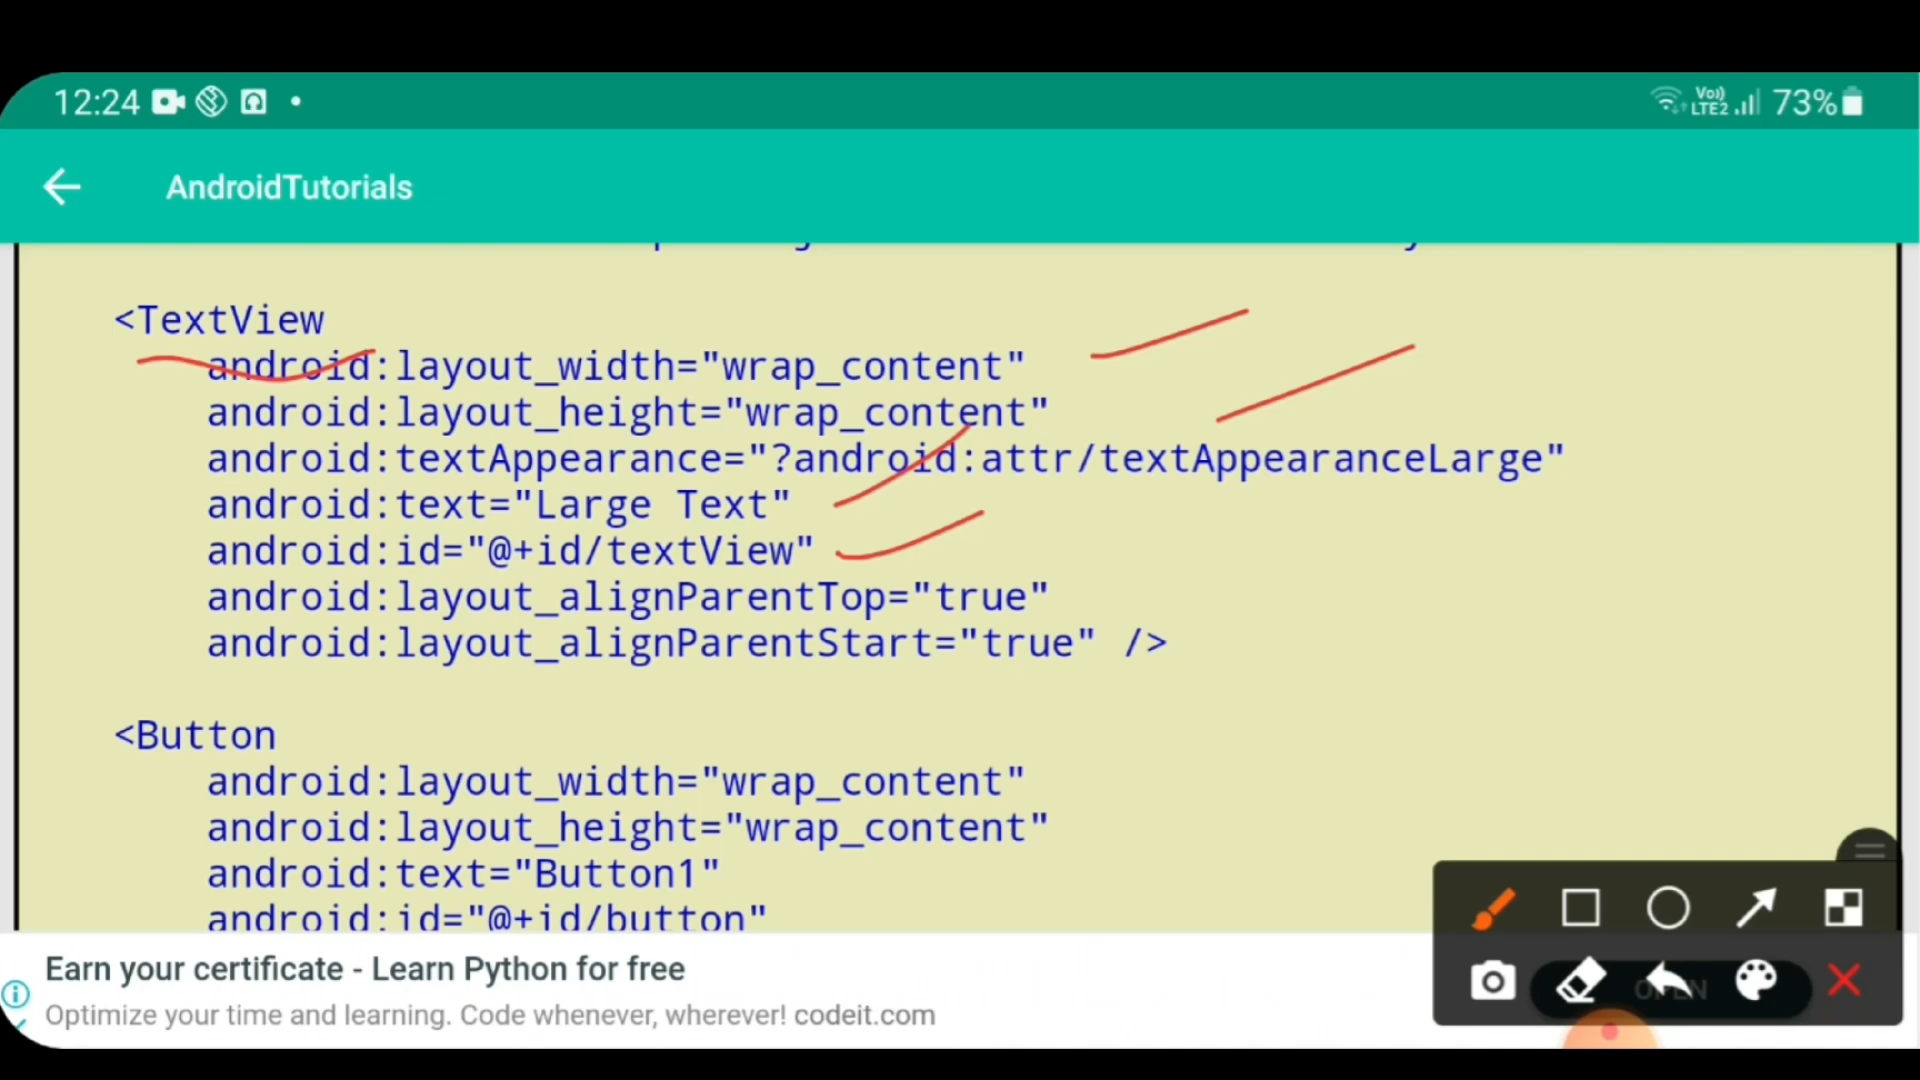 12:24
Vo)) LTE2 73%
AndroidTutorials
<TextView
android:layout_width="wrap_content"
android:layout_height="wrap_content"
android:textAppearance="?android:attr/textAppearanceLarge"
android:text="Large Text"
android:id="@+id/textView"
android:layout_alignParentTop="true"
android:layout_alignParentStart="true" />
<Button
android:layout_width="wrap_content"
android:layout_height="wrap_content"
android:text="Button1"
android:id="@+id/button"
Earn your certificate - Learn Python for free
OPEN
Optimize your time and learning. Code whenever, wherever! codeit.com